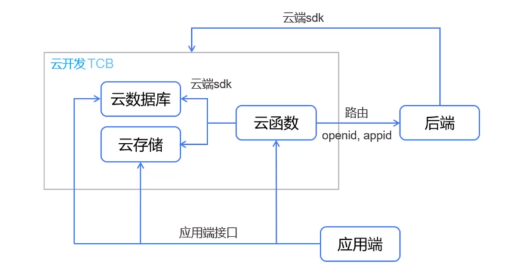 云端sdk
云开发TCB
云数据库
云端sdk
云存储
云函数
路由
openid, appid
后端
应用端接口
应用端